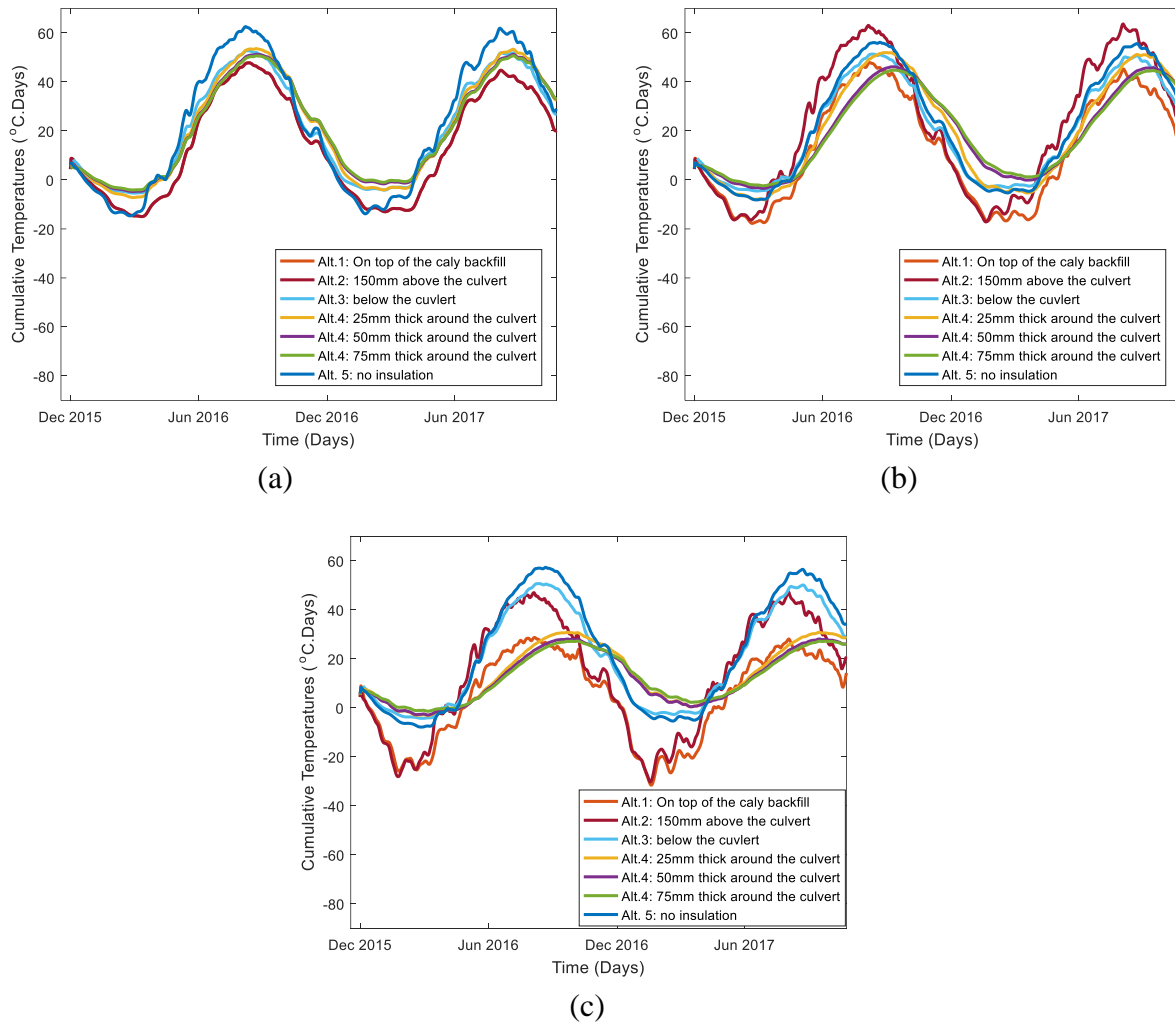 60
40
20
0
-20
-40
-60
-80
Cumulative Temperatures ( °C.Days)
Alt.1: On top of the caly backfill
Alt.2: 150mm above the culvert
Alt.3: below the cuvlert
Alt.4: 25mm thick around the culvert
Alt.4: 50mm thick around the culvert
Alt.4: 75mm thick around the culvert
Alt. 5: no insulation
Dec 2015 Jun 2016 Dec 2016 Jun 2017
Time (Days)
(a)
60
40
20
0
-20
-40
-60
-80
Cumulative Temperatures ( °C.Days)
Alt.1: On top of the caly backfill
Alt.2: 150mm above the culvert
Alt.3: below the cuvlert
Alt.4: 25mm thick around the culvert
Alt.4: 50mm thick around the culvert
Alt.4: 75mm thick around the culvert
Alt. 5: no insulation
Dec 2015 Jun 2016 Dec 2016 Jun 2017
Time (Days)
(b)
60
40
20
0
-20
-40
-60
-80
Cumulative Temperatures ( °C.Days)
Alt.1: On top of the caly backfill
Alt.2: 150mm above the culvert
Alt.3: below the cuvlert
Alt.4: 25mm thick around the culvert
Alt.4: 50mm thick around the culvert
Alt.4: 75mm thick around the culvert
Alt. 5: no insulation
Dec 2015 Jun 2016 Dec 2016 Jun 2017
Time (Days)
(c)